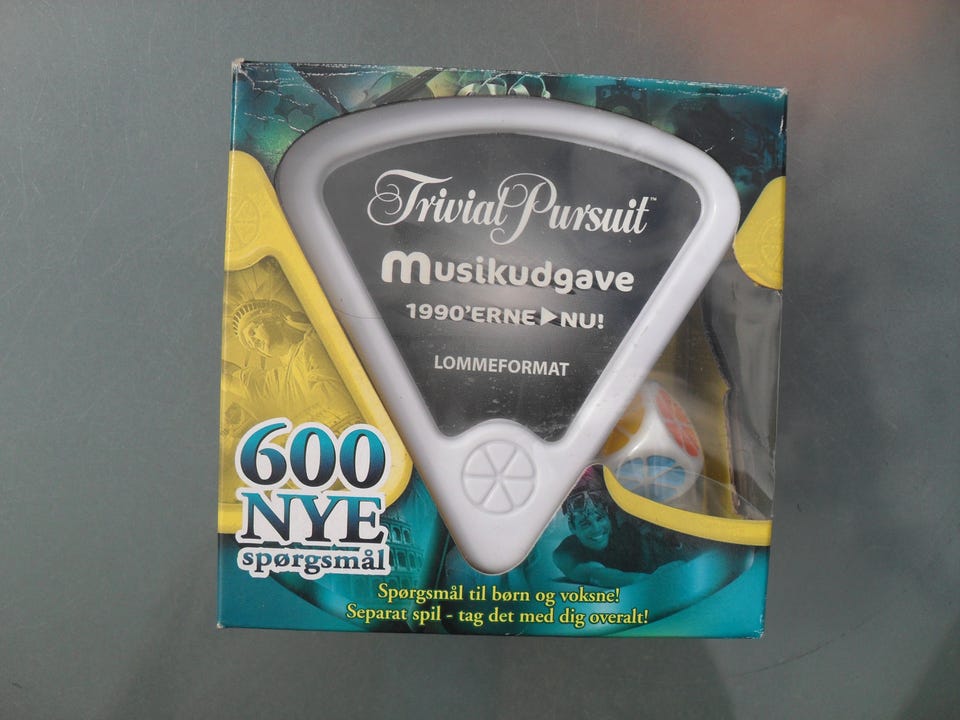 Trivial Pursuit™
Musikudgave
1990'ERNE▶NU!
LOMMEFORMAT
600
NYE
spørgsmål
Spørgsmål til børn og voksne!
Separat spil - tag det med dig overalt!